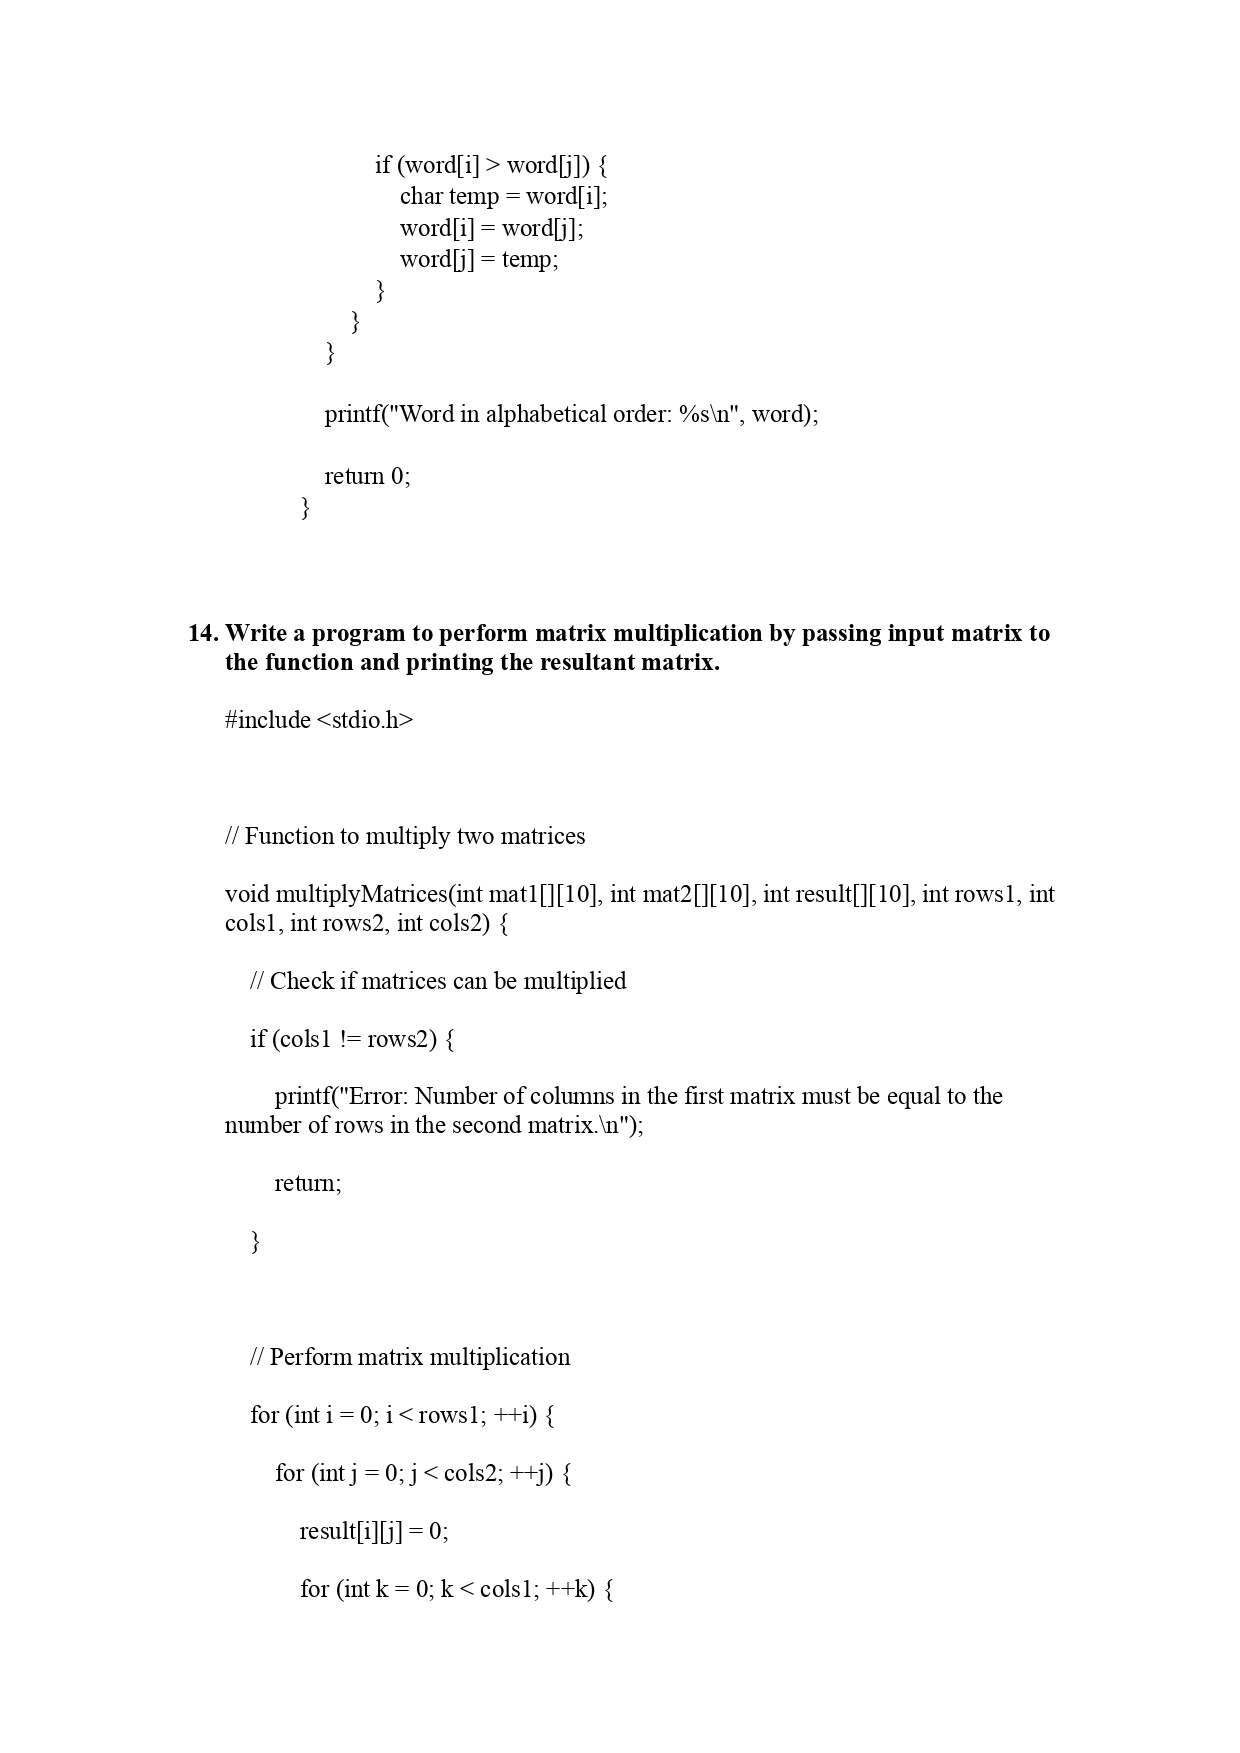 if (word[i] > word[j]) {
char temp = word[i];
word[i] = word[j];
word[j] = temp;
}
}
}
printf("Word in alphabetical order: %s\n", word);
return 0;
}
14. Write a program to perform matrix multiplication by passing input matrix to
the function and printing the resultant matrix.
#include <stdio.h>
// Function to multiply two matrices
void multiplyMatrices(int mat1[][10], int mat2[][10], int result[][10], int rows1, int
cols1, int rows2, int cols2) {
// Check if matrices can be multiplied
if (cols1 != rows2) {
printf("Error: Number of columns in the first matrix must be equal to the
number of rows in the second matrix.\n");
return;
}
// Perform matrix multiplication
for (int i = 0; i < rows1; ++i) {
for (int j = 0; j < cols2; ++j) {
result[i][j] = 0;
for (int k = 0; k < cols1; ++k) {